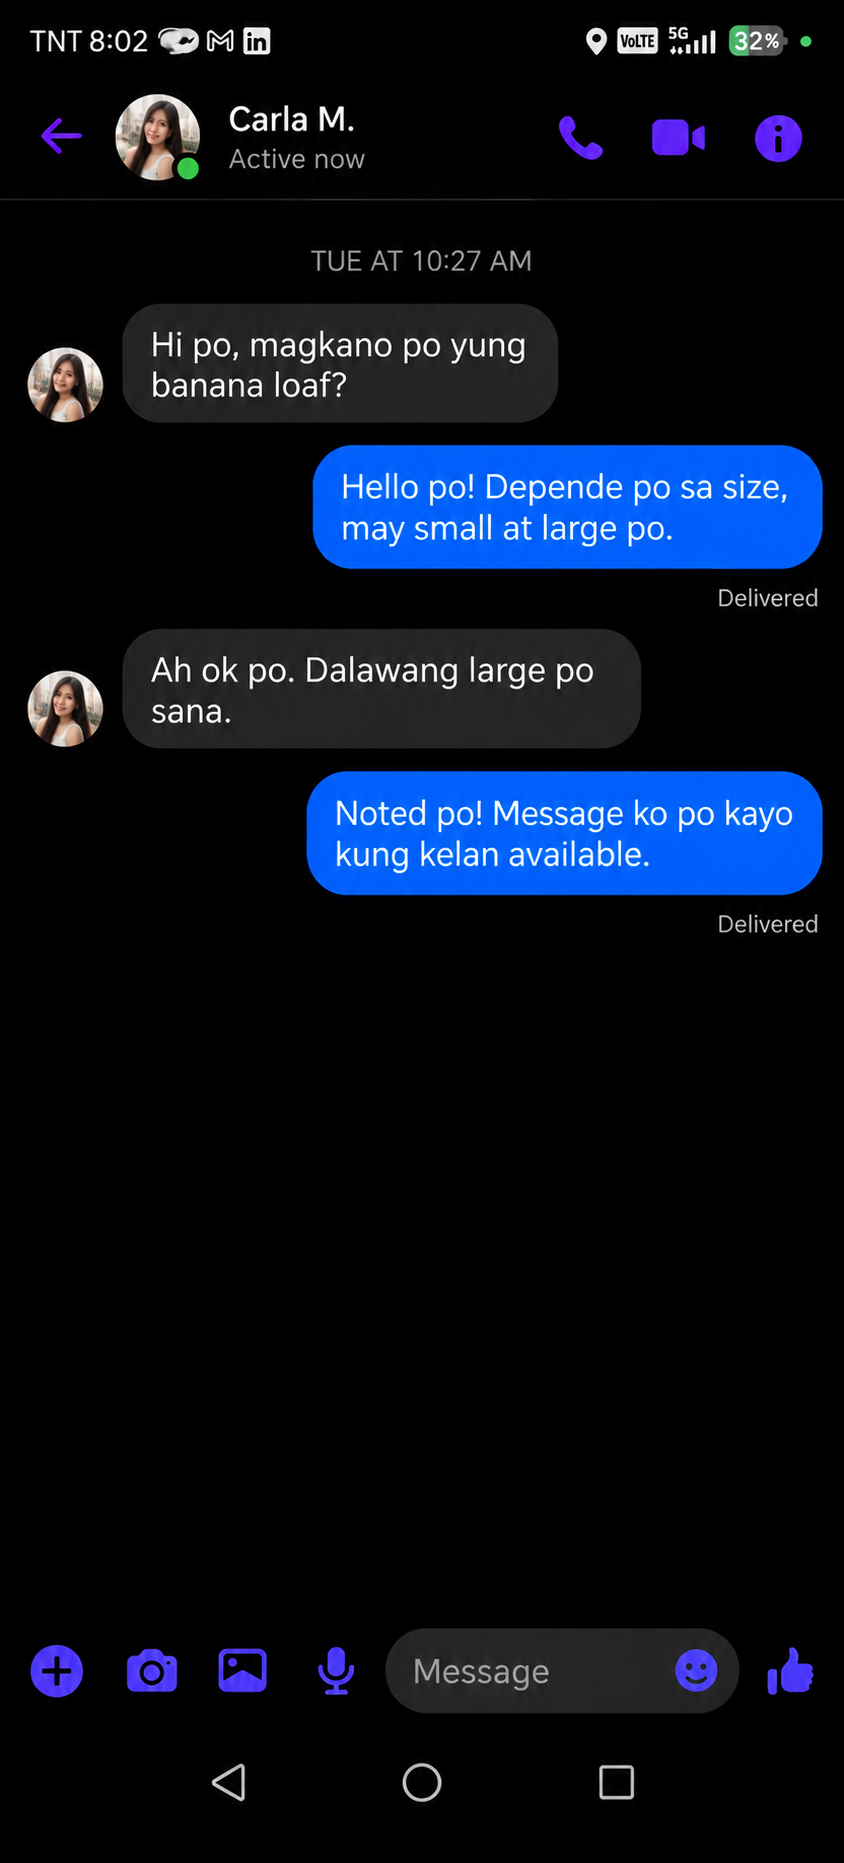 TNT 8:02 M in VoLTE 5G 32%
Carla M.
Active now
TUE AT 10:27 AM
Hi po, magkano po yung
banana loaf?
Hello po! Depende po sa size,
may small at large po.
Delivered
Ah ok po. Dalawang large po
sana.
Noted po! Message ko po kayo
kung kelan available.
Delivered
Message